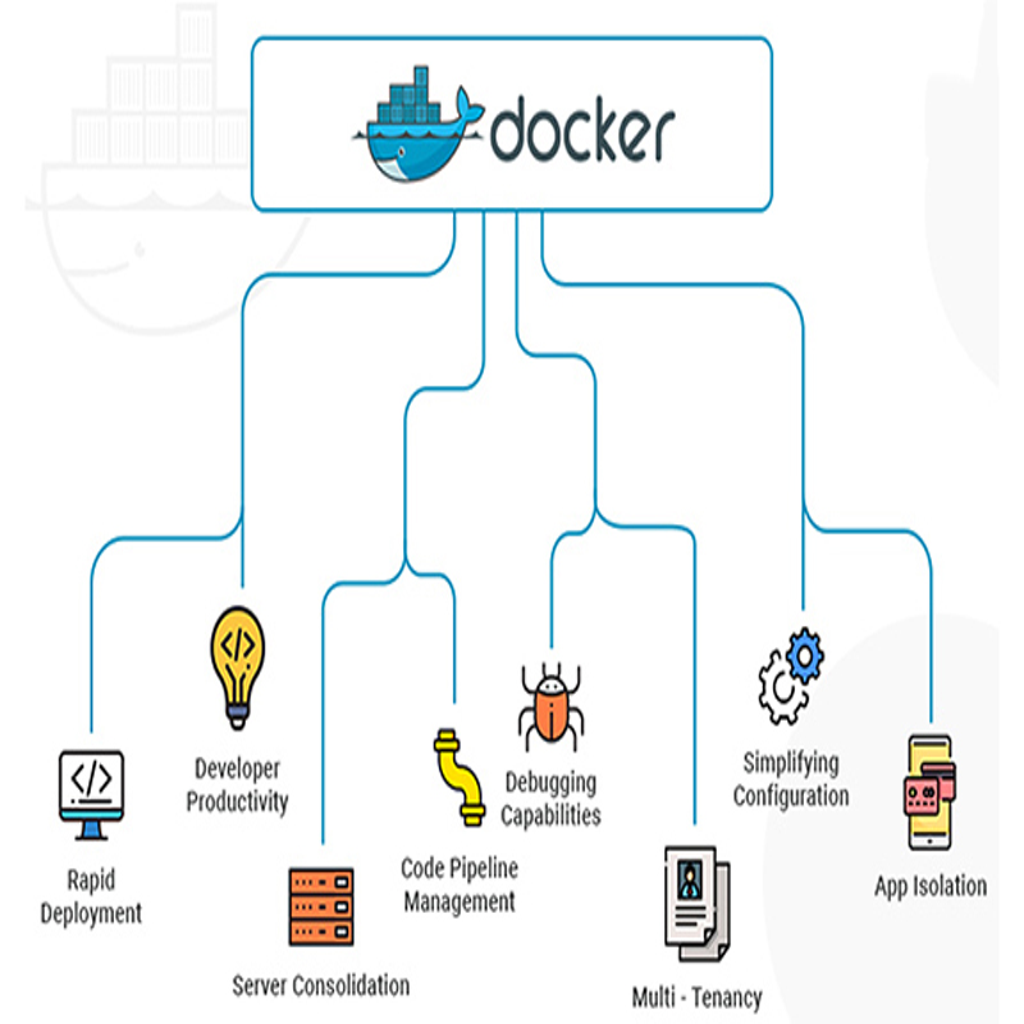 docker
Developer
Productivity
Simplifying
Configuration
Debugging
Capabilities
Rapid
Deployment
Code Pipeline
Management
App Isolation
Server Consolidation
Multi - Tenancy